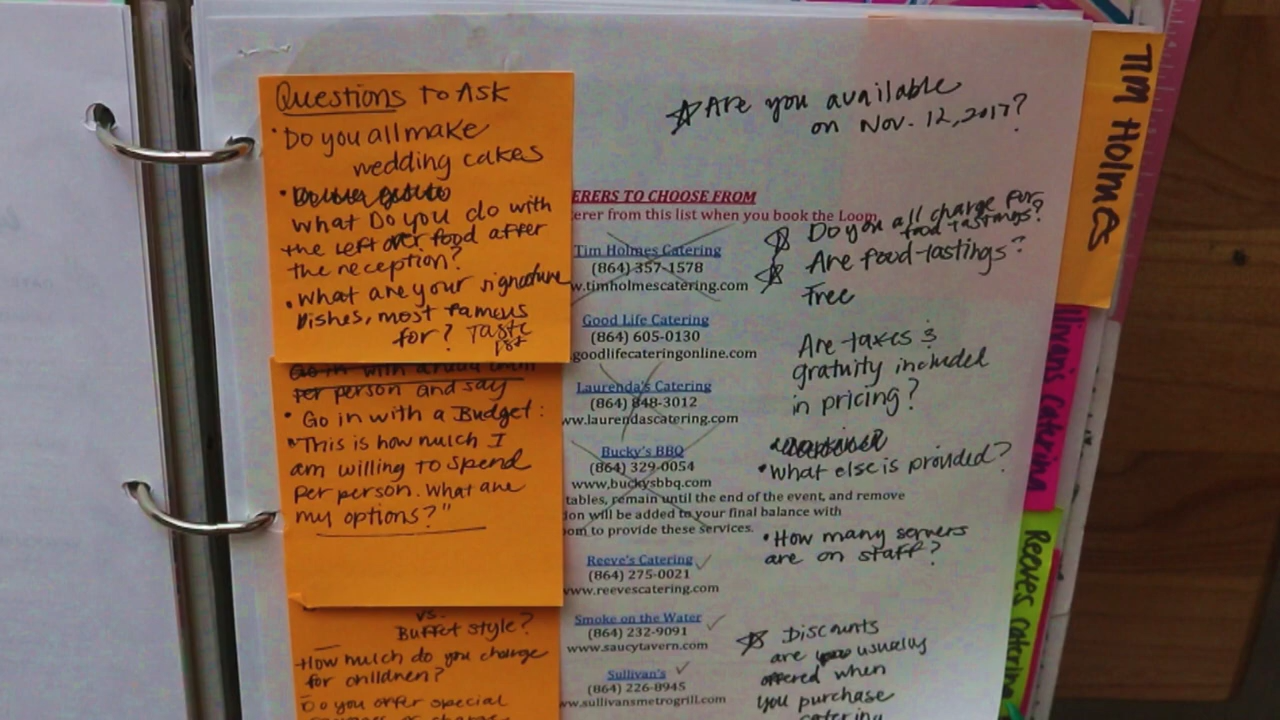 Questions To Ask
• Do you all make
wedding cakes
•
what Do you do with
the left over food after
the reception?
• What are your signature
Dishes, most famous
for? Taste
1st
Go in with a
per person and say
• Go in with a Budget:
"This is how much I
am willing to spend
per person. What are
my options?"
vs.
Buffet style?
- How much do you charge
for children?
- Do you offer special
☆ Are you available
on Nov. 12, 2017?
ERERS TO CHOOSE FROM
erer from this list when you book the Loom
Tim Holmes Catering
(864) 357-1578
w.timholmescatering.com
Good Life Catering
(864) 605-0130
goodlifecateringonline.com
Laurenda's Catering
(864) 848-3012
ww.laurendascatering.com
Bucky's BBQ
(864) 329-0054
www.buckysbbq.com
tables, remain until the end of the event, and remove
ion will be added to your final balance with
oom to provide these services.
Reeve's Catering ✓
(864) 275-0021
www.reevescatering.com
Smoke on the Water ✓
(864) 232-9091
www.saucytavern.com
Sullivan's ✓
(864) 226-8945
www.sullivansmetrogrill.com
☆ Do you all charge for
food tastings?
☆ Are food-tastings?
Free
Are taxes &
gratuity included
in pricing?
• What else is provided?
• How many servers
are on staff?
☆ Discounts
are usually
offered when
you purchase
catering
TIM HOLMES
llivan's Catering
Reeves Catering